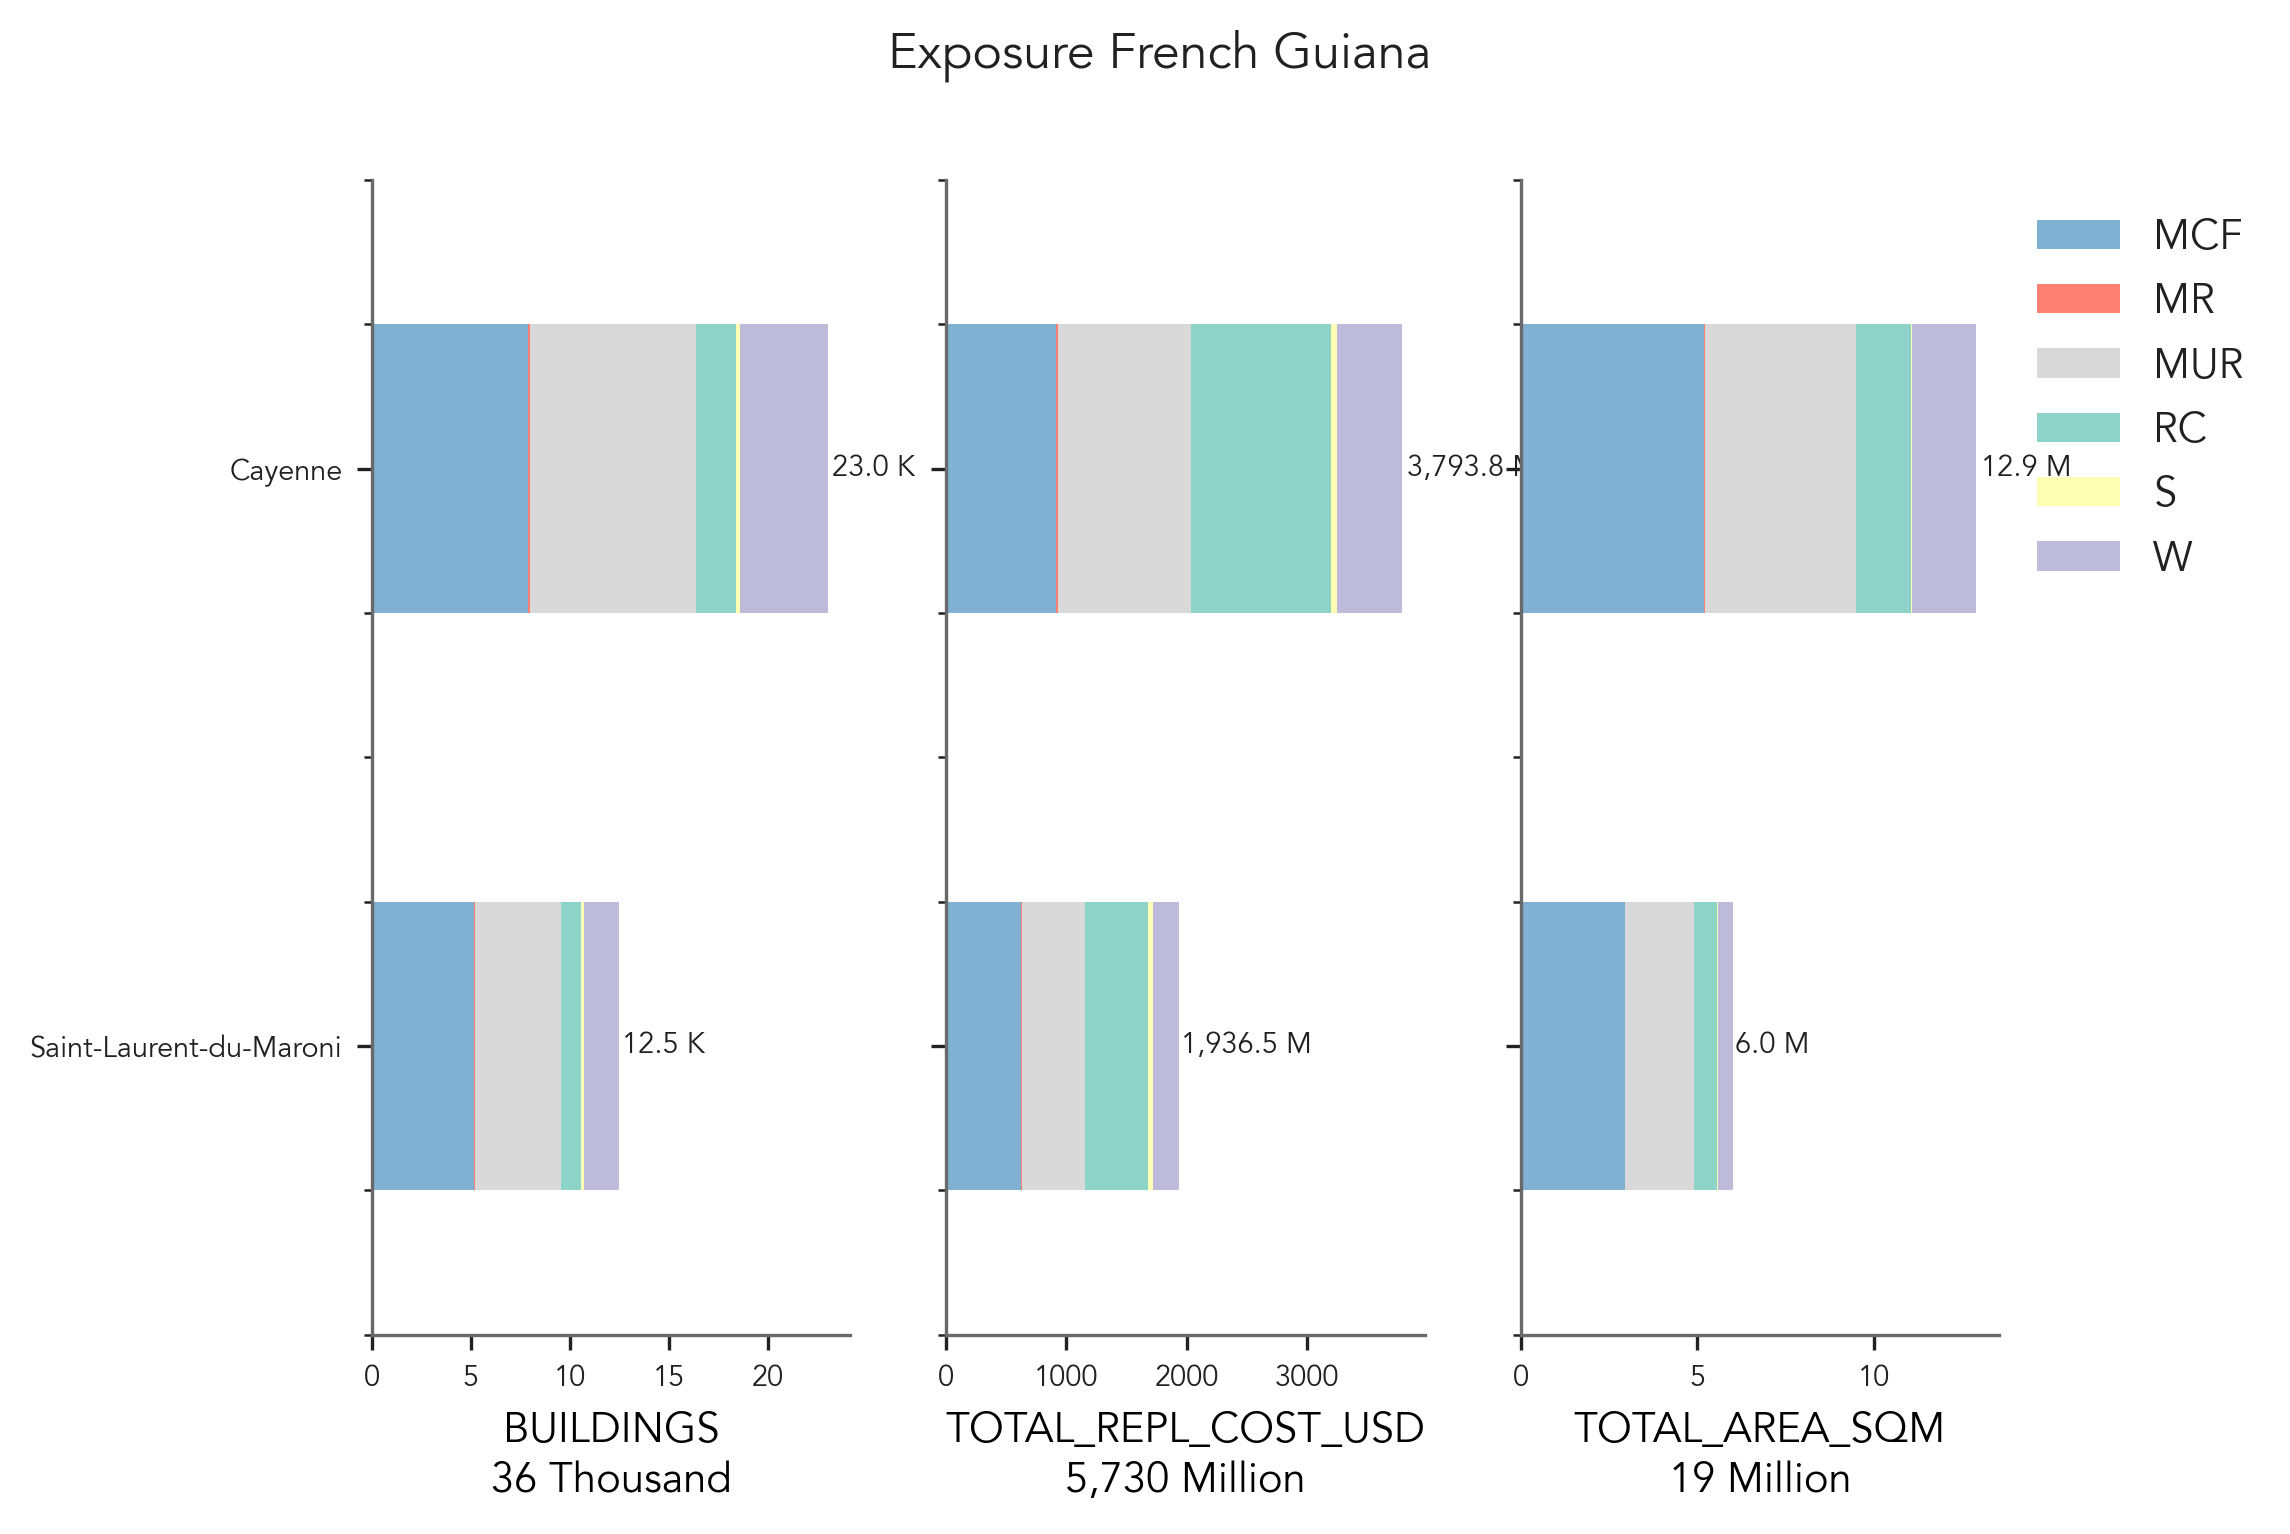 Exposure French Guiana
MCF
MR
MUR
RC
S
W
Cayenne
23.0 K
3,793.8 M
12.9 M
Saint-Laurent-du-Maroni
12.5 K
1,936.5 M
6.0 M
0 5 10 15 20
0 1000 2000 3000
0 5 10
BUILDINGS
36 Thousand
TOTAL_REPL_COST_USD
5,730 Million
TOTAL_AREA_SQM
19 Million